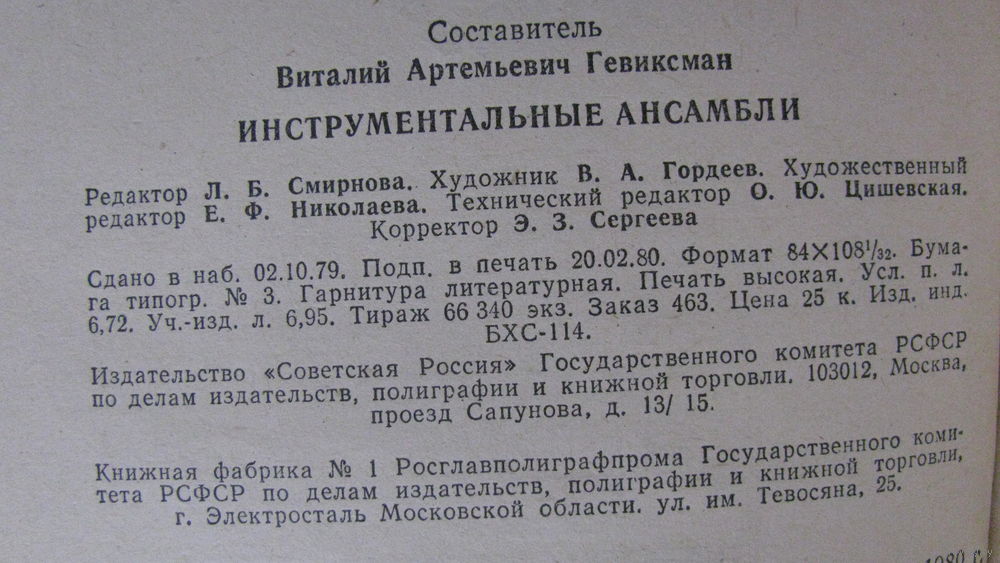 Составитель
Виталий Артемьевич Гевиксман
ИНСТРУМЕНТАЛЬНЫЕ АНСАМБЛИ
Редактор Л. Б. Смирнова. Художник В. А. Гордеев. Художественный
редактор Е. Ф. Николаева. Технический редактор О. Ю. Цишевская.
Корректор Э. З. Сергеева
Сдано в наб. 02.10.79. Подп. в печать 20.02.80. Формат 84×108¹/₃₂. Бума-
га типогр. № 3. Гарнитура литературная. Печать высокая. Усл. п. л.
6,72. Уч.-изд. л. 6,95. Тираж 66 340 экз. Заказ 463. Цена 25 к. Изд. инд.
БХС-114.
Издательство «Советская Россия» Государственного комитета РСФСР
по делам издательств, полиграфии и книжной торговли. 103012, Москва,
проезд Сапунова, д. 13/ 15.
Книжная фабрика № 1 Росглавполиграфпрома Государственного коми-
тета РСФСР по делам издательств, полиграфии и книжной торговли,
г. Электросталь Московской области. ул. им. Тевосяна, 25.
1980 г.